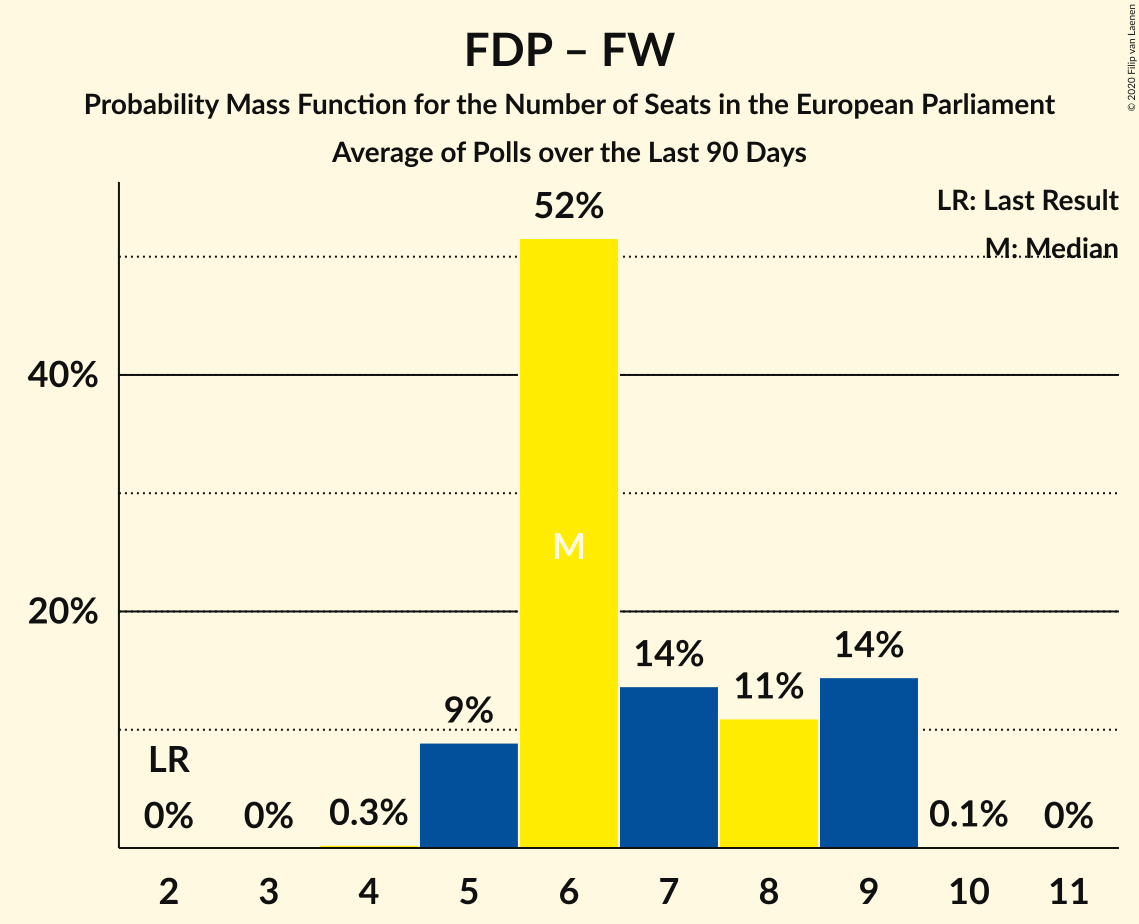 FDP – FW
Probability Mass Function for the Number of Seats in the European Parliament
Average of Polls over the Last 90 Days
© 2020 Filip van Laenen
LR: Last Result
M: Median
40%
20%
52%
M
14%
14%
11%
9%
LR
0%
0%
0.3%
0.1%
0%
2
3
4
5
6
7
8
9
10
11